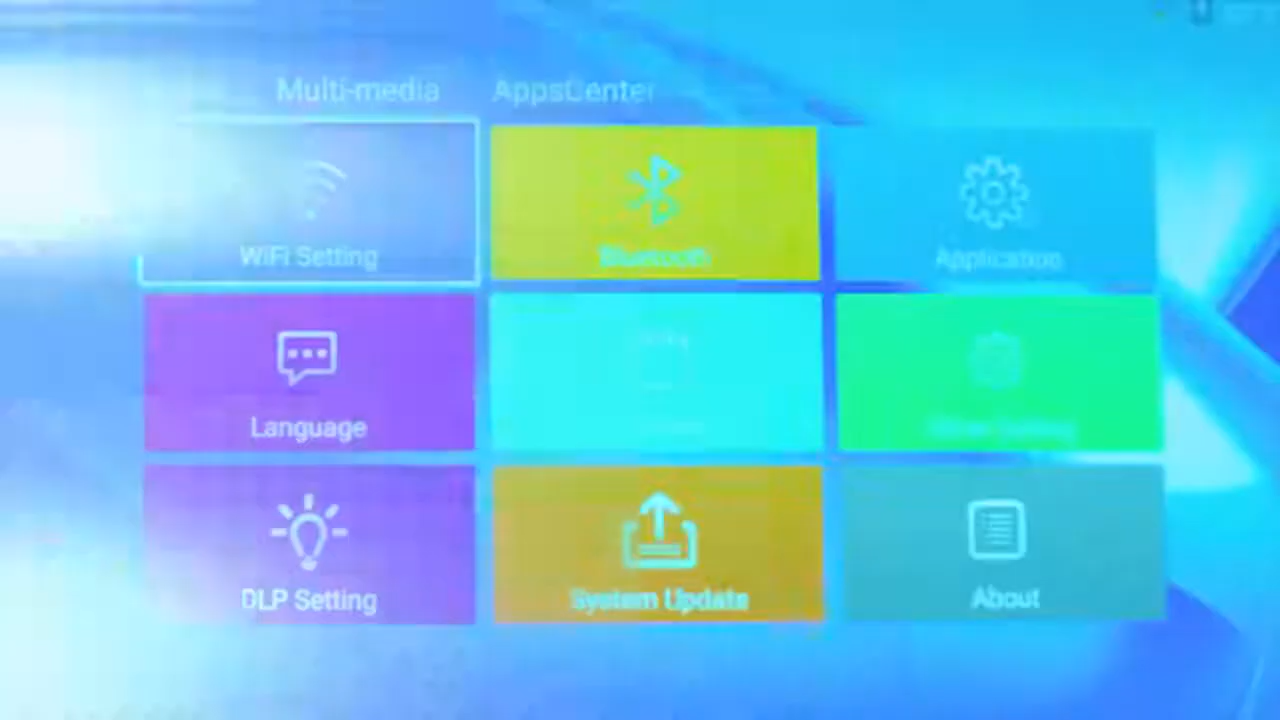 Multi-media AppsCenter
WiFi Setting
Bluetooth
Application
Language
DLP Setting
System Update
About